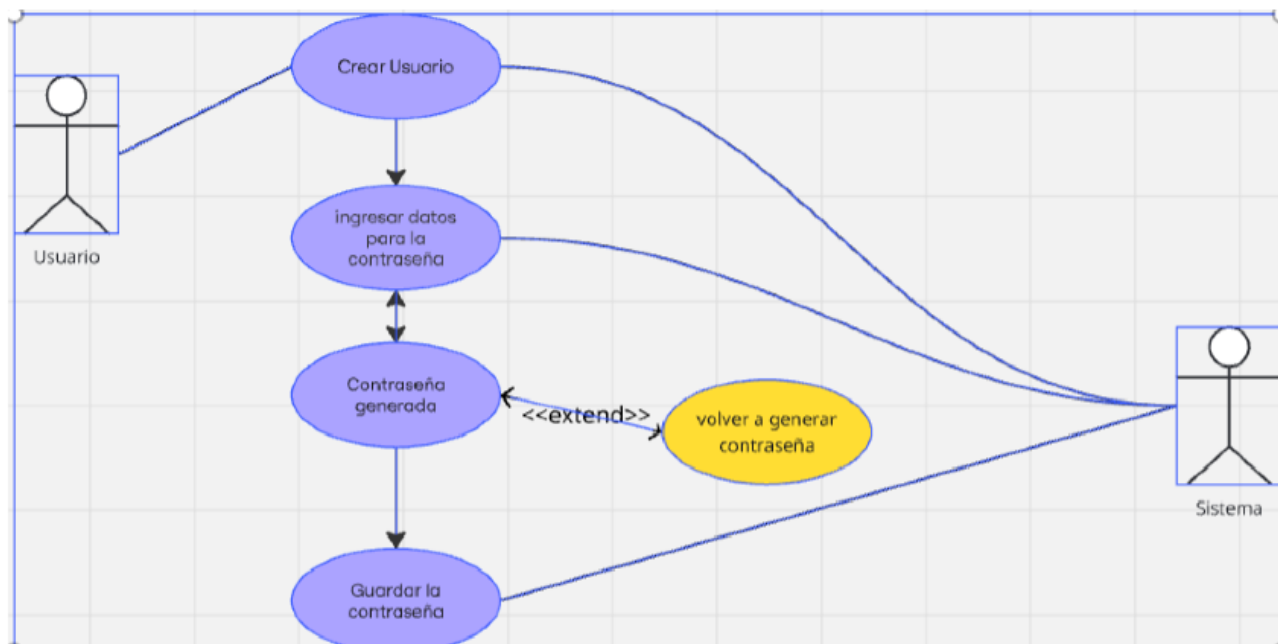 Crear Usuario
ingresar datos
para la
contraseña
Usuario
Contraseña
generada
<<extend>>
volver a generar
contraseña
Sistema
Guardar la
contraseña